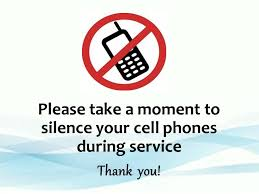 Please take a moment to
silence your cell phones
during service
Thank you!